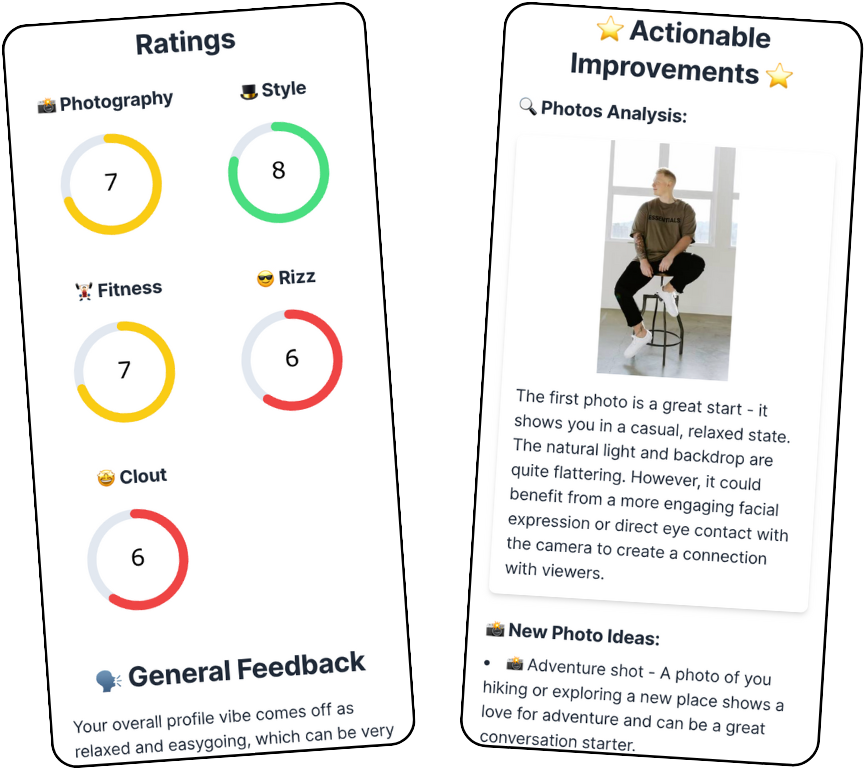 Ratings
📸 Photography
🎩 Style
7
8
🏋️ Fitness
😎 Rizz
7
6
🤩 Clout
6
🗣️ General Feedback
Your overall profile vibe comes off as
relaxed and easygoing, which can be very
⭐ Actionable
Improvements ⭐
🔍 Photos Analysis:
ESSENTIALS
The first photo is a great start - it
shows you in a casual, relaxed state.
The natural light and backdrop are
quite flattering. However, it could
benefit from a more engaging facial
expression or direct eye contact with
the camera to create a connection
with viewers.
📸 New Photo Ideas:
• 📸 Adventure shot - A photo of you
hiking or exploring a new place shows a
love for adventure and can be a great
conversation starter.